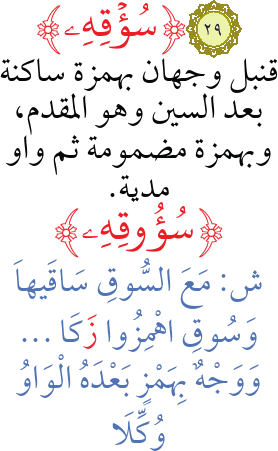 ﴿سُؤۡقِهِۦ﴾ ٢٩
قنبل وجهان بهمزة ساكنة
بعد السين وهو المقدم،
وبهمزة مضمومة ثم واو
مدية.
﴿سُؤُوقِهِۦ﴾
ش: مَعَ السُّوقِ سَاقَيهاَ
وَسُوقِ اهْمِزُوا زَكَا ...
وَوَجْهٌ بِهَمْزٍ بَعْدَهُ الْوَاوُ
وُكِّلَا